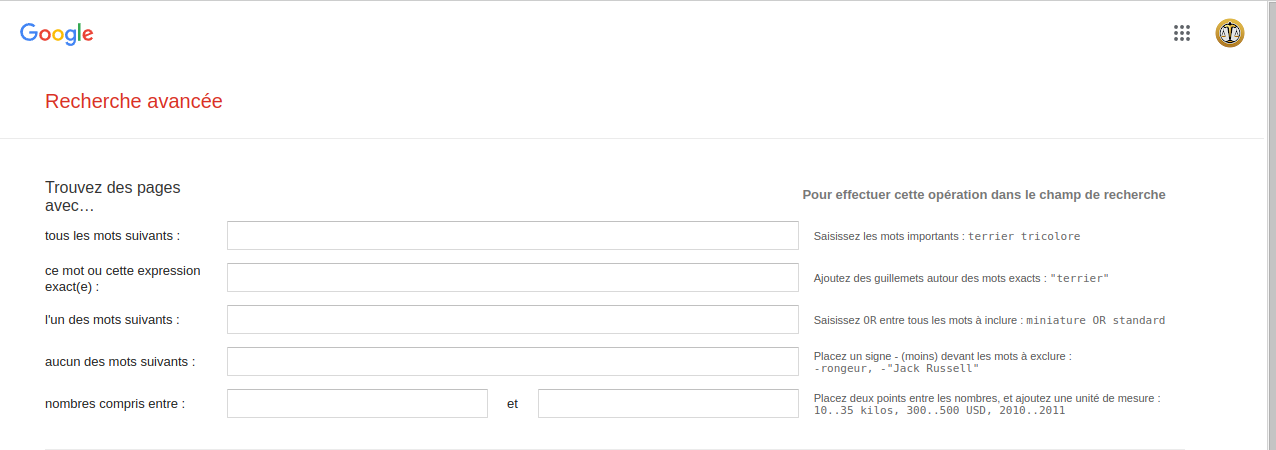 Google
Recherche avancée
Trouvez des pages
avec…
Pour effectuer cette opération dans le champ de recherche
tous les mots suivants :
Saisissez les mots importants : terrier tricolore
ce mot ou cette expression
exact(e) :
Ajoutez des guillemets autour des mots exacts : "terrier"
l'un des mots suivants :
Saisissez OR entre tous les mots à inclure : miniature OR standard
aucun des mots suivants :
Placez un signe - (moins) devant les mots à exclure :
-rongeur, -"Jack Russell"
nombres compris entre :
et
Placez deux points entre les nombres, et ajoutez une unité de mesure :
10..35 kilos, 300..500 USD, 2010..2011